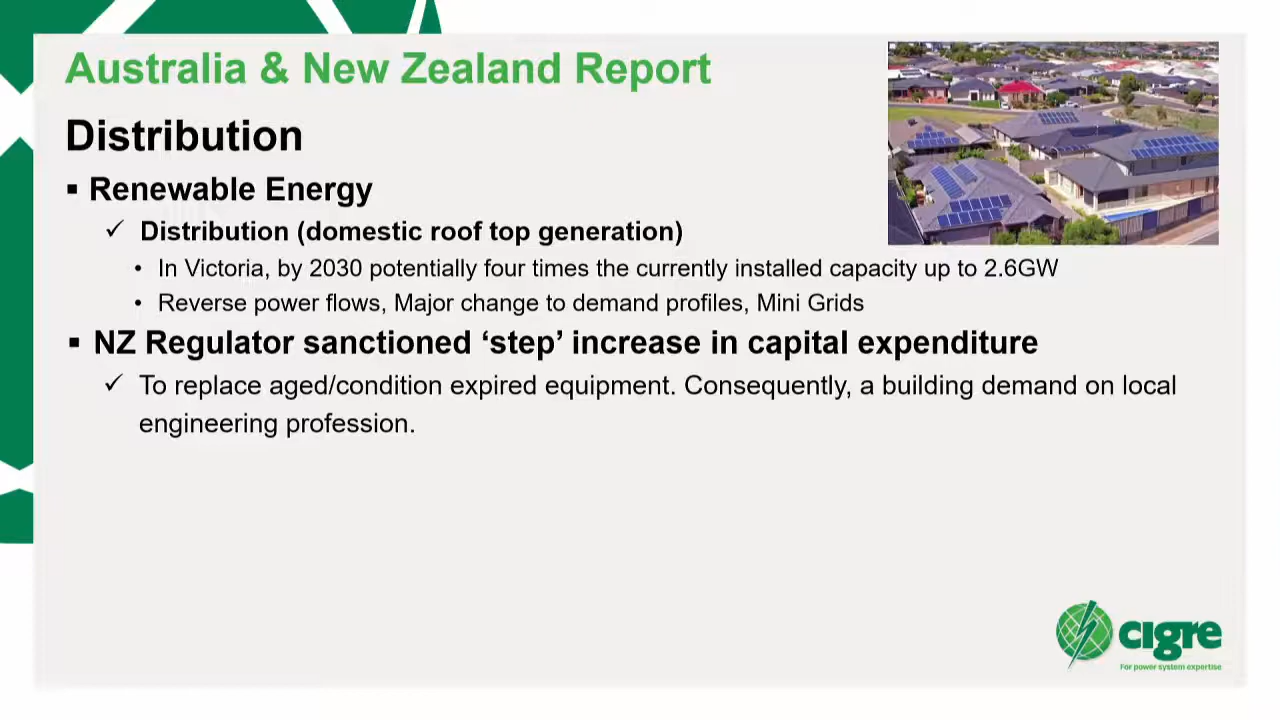 Australia & New Zealand Report
Distribution
▪ Renewable Energy
✓ Distribution (domestic roof top generation)
• In Victoria, by 2030 potentially four times the currently installed capacity up to 2.6GW
• Reverse power flows, Major change to demand profiles, Mini Grids
▪ NZ Regulator sanctioned ‘step’ increase in capital expenditure
✓ To replace aged/condition expired equipment. Consequently, a building demand on local
engineering profession.
cigre
For power system expertise